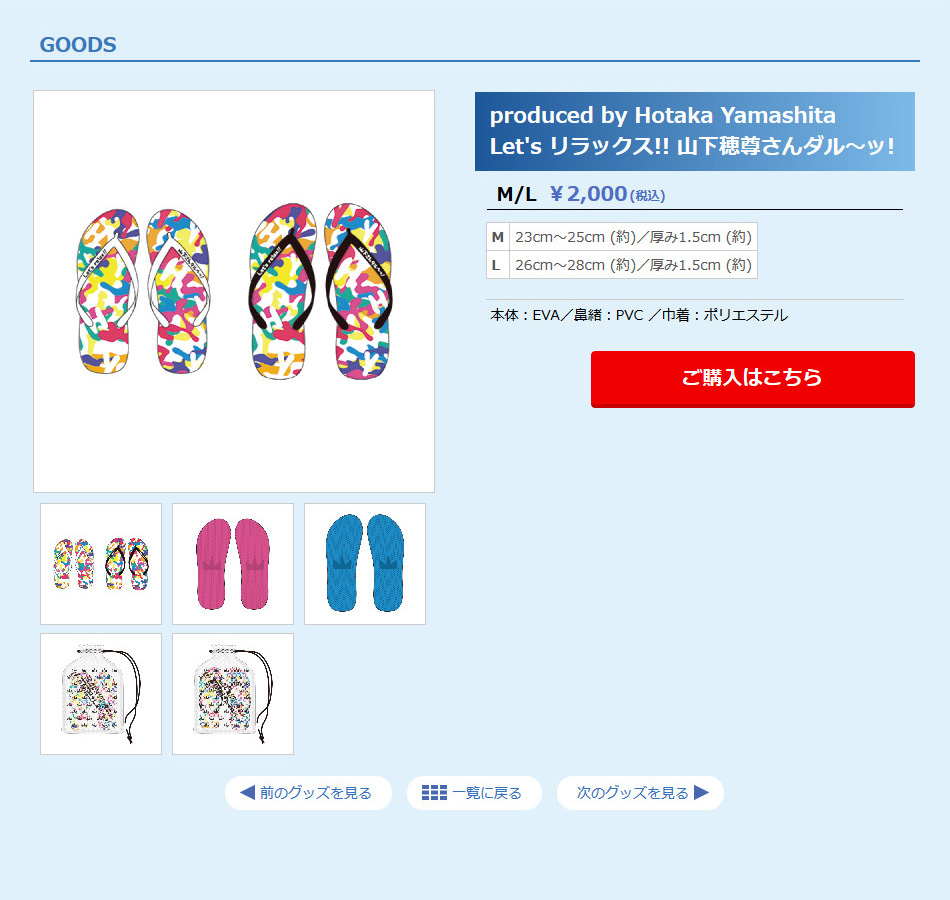 GOODS
produced by Hotaka Yamashita
Let's リラックス!! 山下穂尊さんダル～ッ!
M/L ￥2,000(税込)
M 23cm～25cm (約)／厚み1.5cm (約)
L 26cm～28cm (約)／厚み1.5cm (約)
本体：EVA／鼻緒：PVC ／巾着：ポリエステル
ご購入はこちら
前のグッズを見る
一覧に戻る
次のグッズを見る